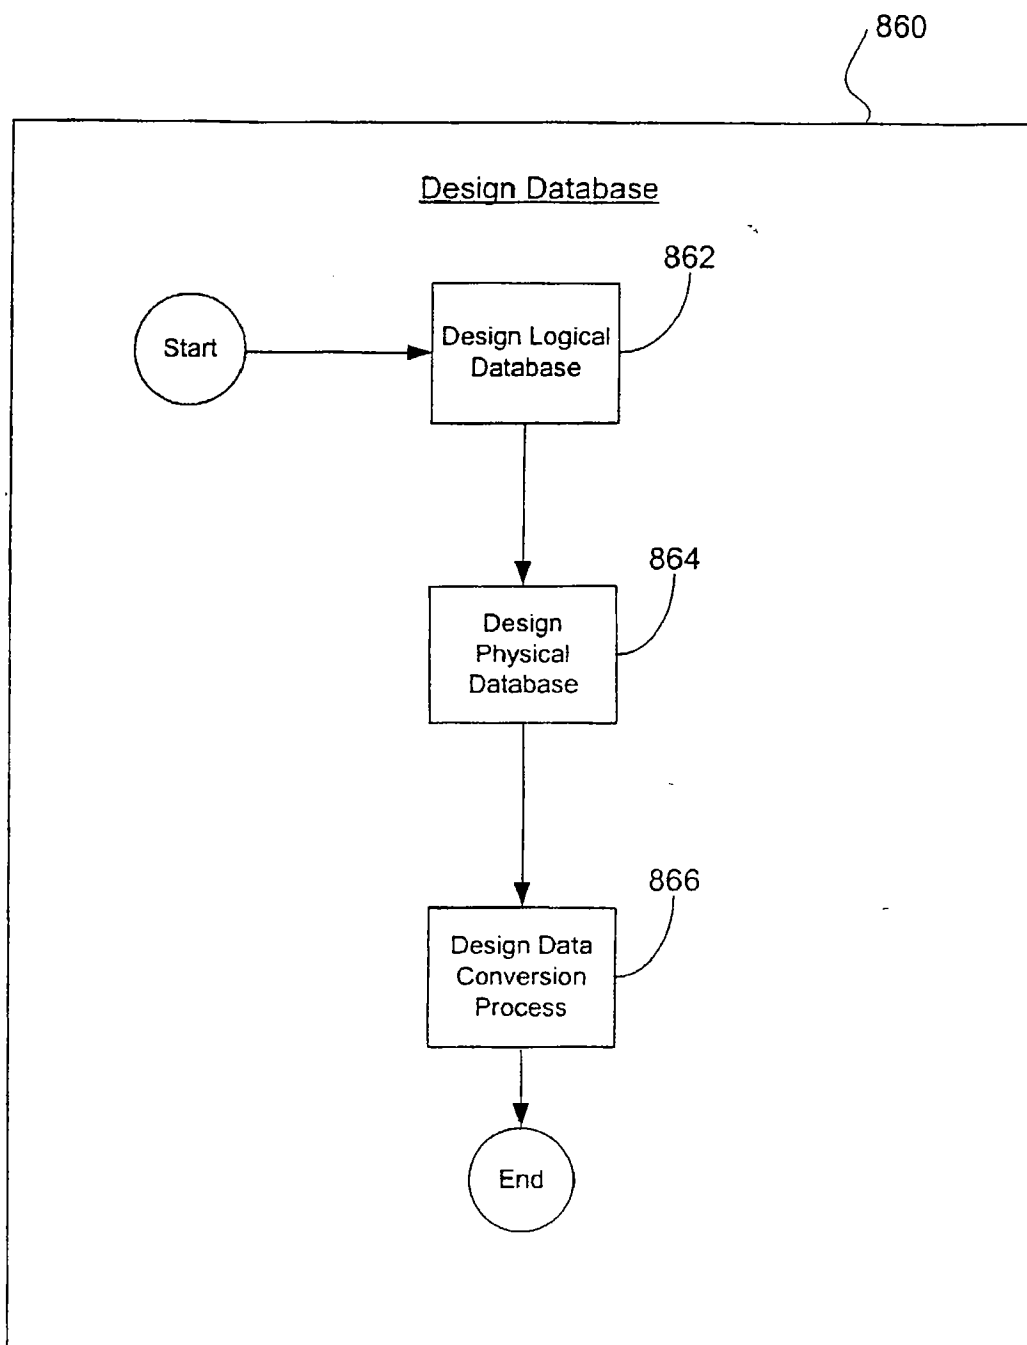 860
Design Database
862
Start
Design Logical
Database
864
Design
Physical
Database
866
Design Data
Conversion
Process
End